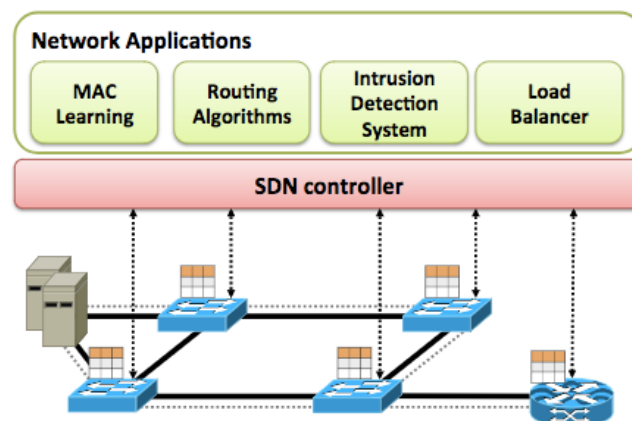 Network Applications
MAC
Learning
Routing
Algorithms
Intrusion
Detection
System
Load
Balancer
SDN controller